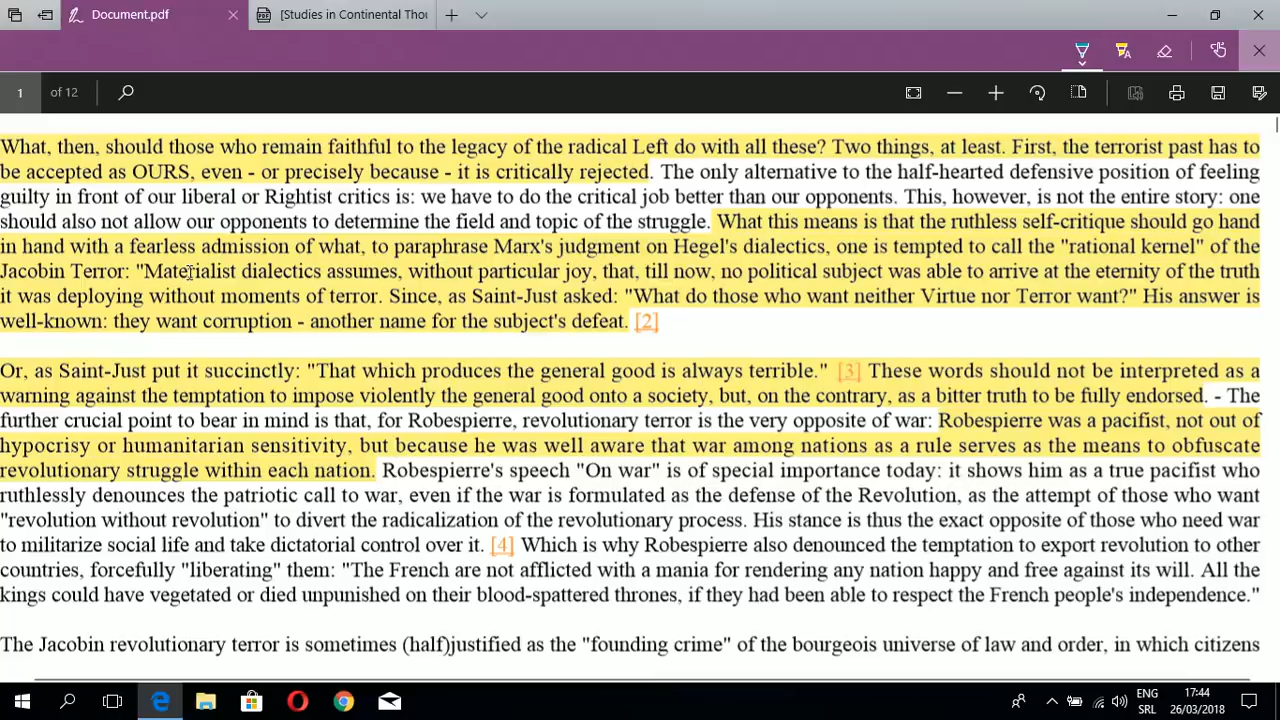 Document.pdf
[Studies in Continental Thou
1 of 12
What, then, should those who remain faithful to the legacy of the radical Left do with all these? Two things, at least. First, the terrorist past has to
be accepted as OURS, even - or precisely because - it is critically rejected. The only alternative to the half-hearted defensive position of feeling
guilty in front of our liberal or Rightist critics is: we have to do the critical job better than our opponents. This, however, is not the entire story: one
should also not allow our opponents to determine the field and topic of the struggle. What this means is that the ruthless self-critique should go hand
in hand with a fearless admission of what, to paraphrase Marx's judgment on Hegel's dialectics, one is tempted to call the "rational kernel" of the
Jacobin Terror: "Materialist dialectics assumes, without particular joy, that, till now, no political subject was able to arrive at the eternity of the truth
it was deploying without moments of terror. Since, as Saint-Just asked: "What do those who want neither Virtue nor Terror want?" His answer is
well-known: they want corruption - another name for the subject's defeat. [2]
Or, as Saint-Just put it succinctly: "That which produces the general good is always terrible." [3] These words should not be interpreted as a
warning against the temptation to impose violently the general good onto a society, but, on the contrary, as a bitter truth to be fully endorsed. - The
further crucial point to bear in mind is that, for Robespierre, revolutionary terror is the very opposite of war: Robespierre was a pacifist, not out of
hypocrisy or humanitarian sensitivity, but because he was well aware that war among nations as a rule serves as the means to obfuscate
revolutionary struggle within each nation. Robespierre's speech "On war" is of special importance today: it shows him as a true pacifist who
ruthlessly denounces the patriotic call to war, even if the war is formulated as the defense of the Revolution, as the attempt of those who want
"revolution without revolution" to divert the radicalization of the revolutionary process. His stance is thus the exact opposite of those who need war
to militarize social life and take dictatorial control over it. [4] Which is why Robespierre also denounced the temptation to export revolution to other
countries, forcefully "liberating" them: "The French are not afflicted with a mania for rendering any nation happy and free against its will. All the
kings could have vegetated or died unpunished on their blood-spattered thrones, if they had been able to respect the French people's independence."
The Jacobin revolutionary terror is sometimes (half)justified as the "founding crime" of the bourgeois universe of law and order, in which citizens
ENG 17:44
SRL 26/03/2018